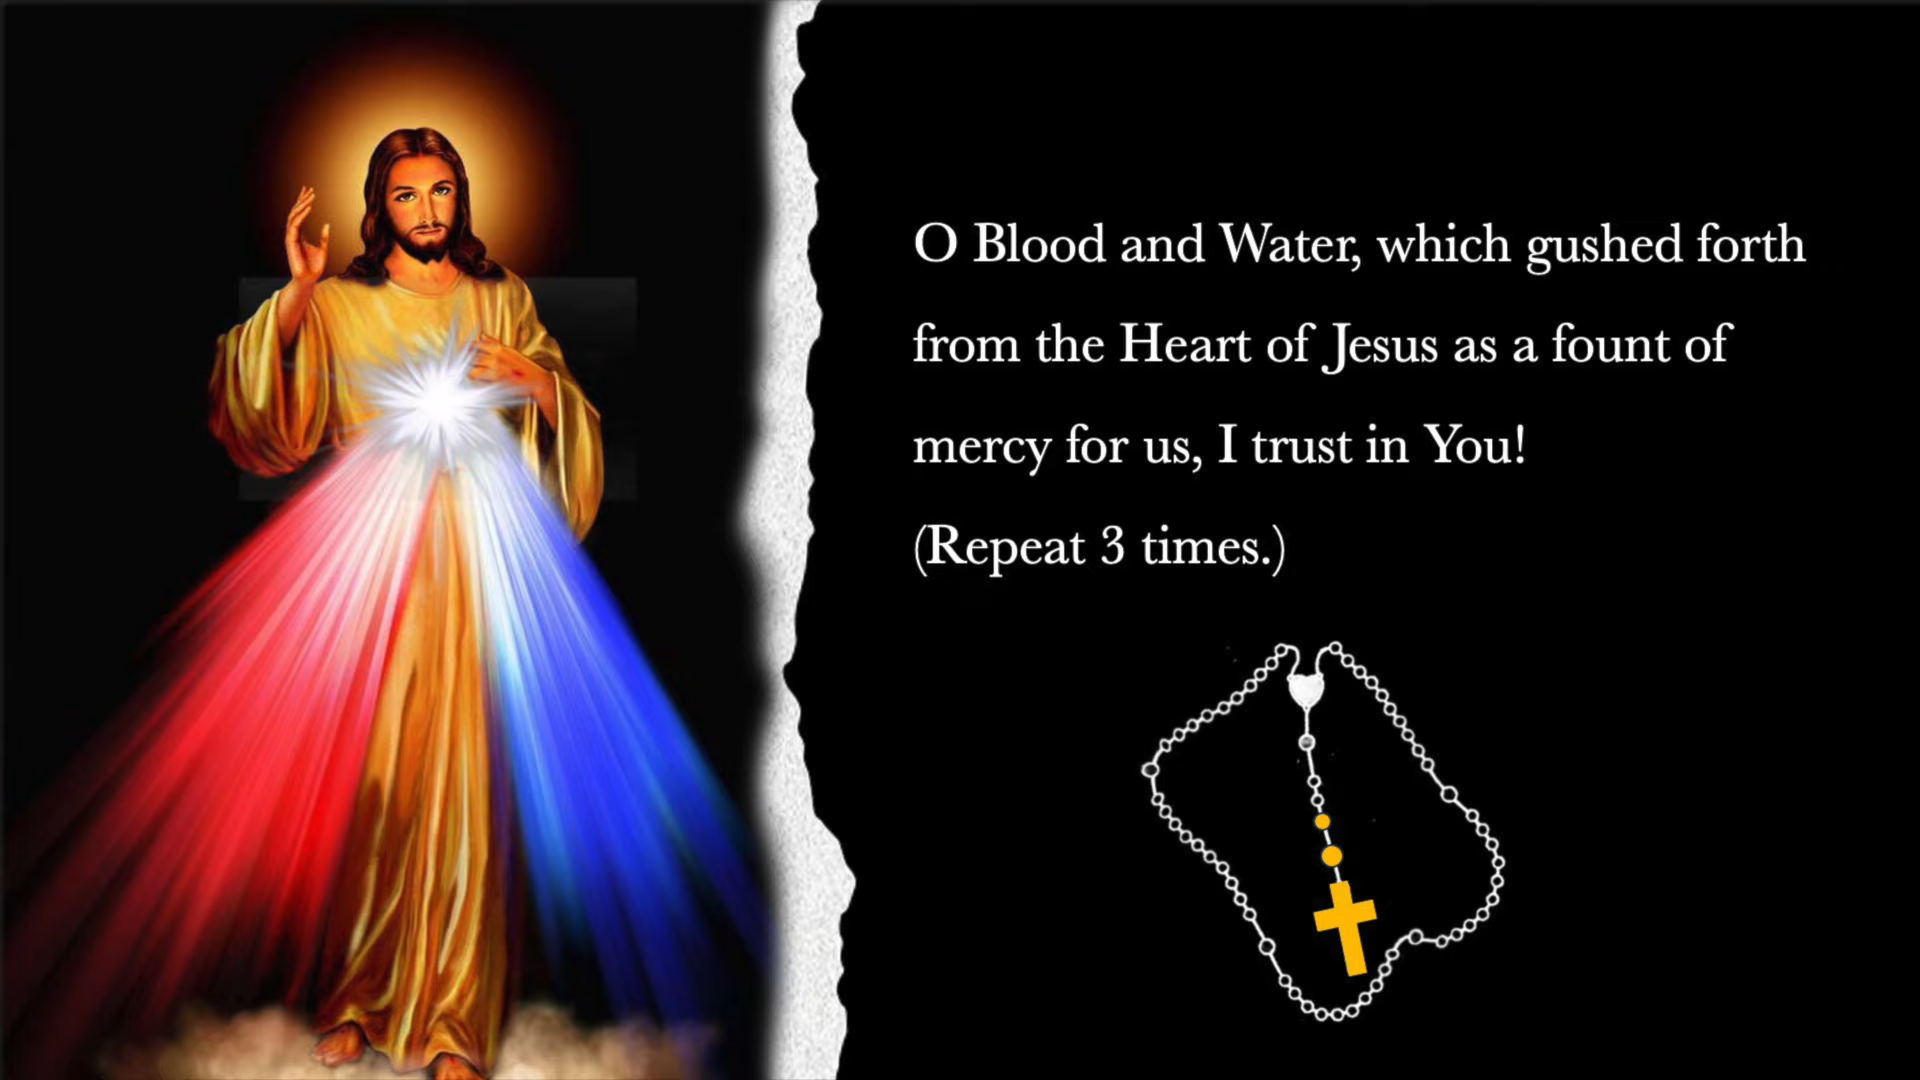 O Blood and Water, which gushed forth
from the Heart of Jesus as a fount of
mercy for us, I trust in You!
(Repeat 3 times.)